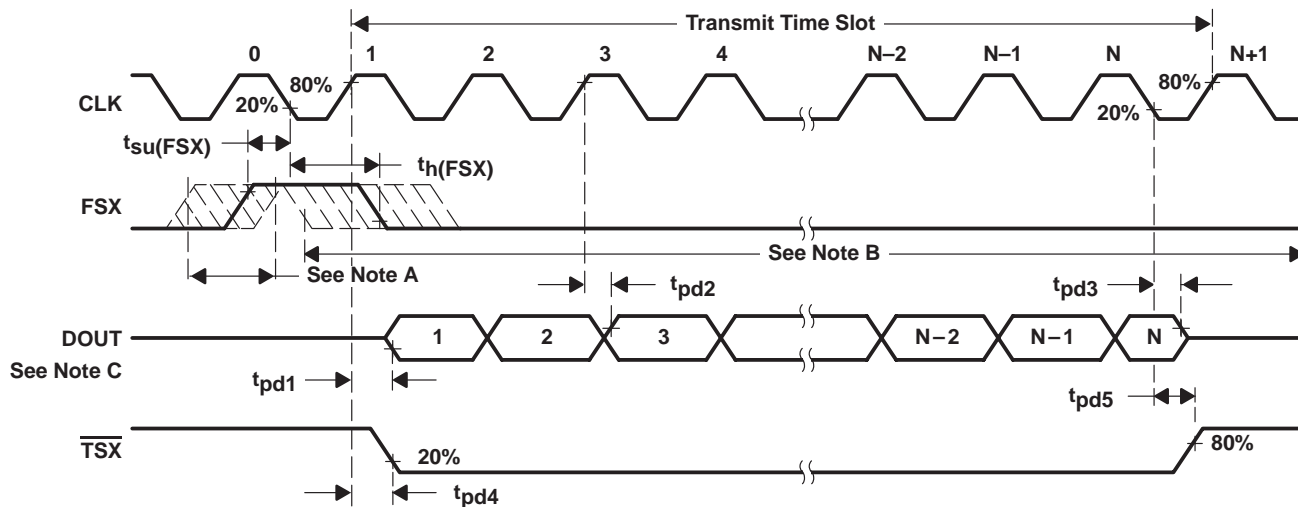 Transmit Time Slot
0 1 2 3 4 N–2 N–1 N N+1
80% 80%
CLK
20% 20%
tsu(FSX)
th(FSX)
FSX
See Note A
See Note B
tpd2 tpd3
DOUT 1 2 3 N–2 N–1 N
See Note C
tpd1 tpd5
TSX
20% 80%
tpd4